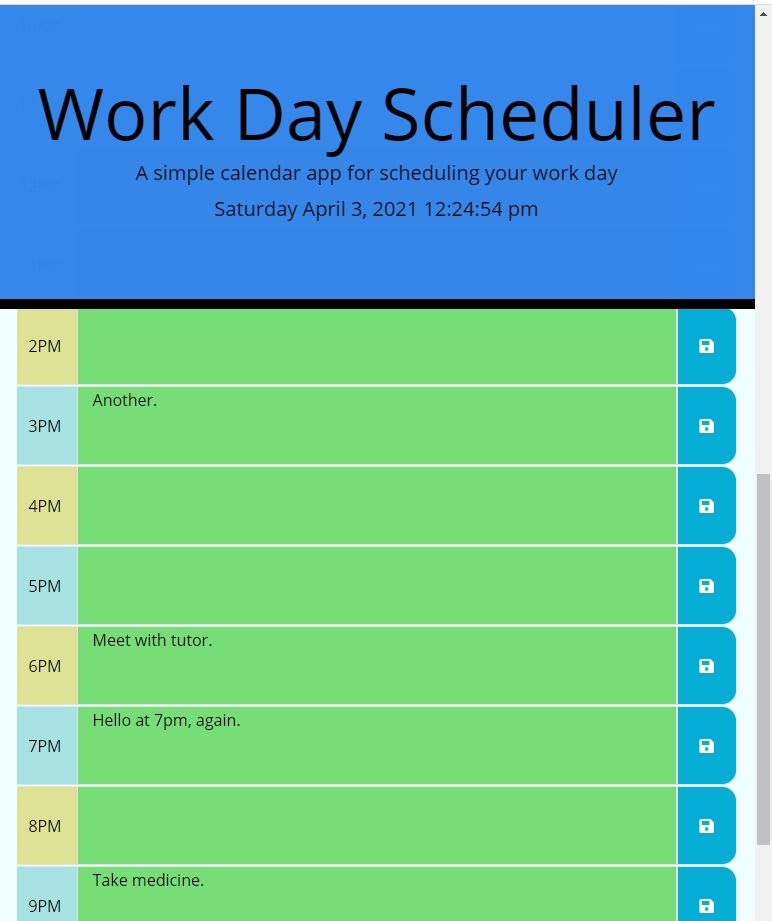 Work Day Scheduler
A simple calendar app for scheduling your work day
Saturday April 3, 2021 12:24:54 pm
2PM
3PM Another.
4PM
5PM
6PM Meet with tutor.
7PM Hello at 7pm, again.
8PM
9PM Take medicine.